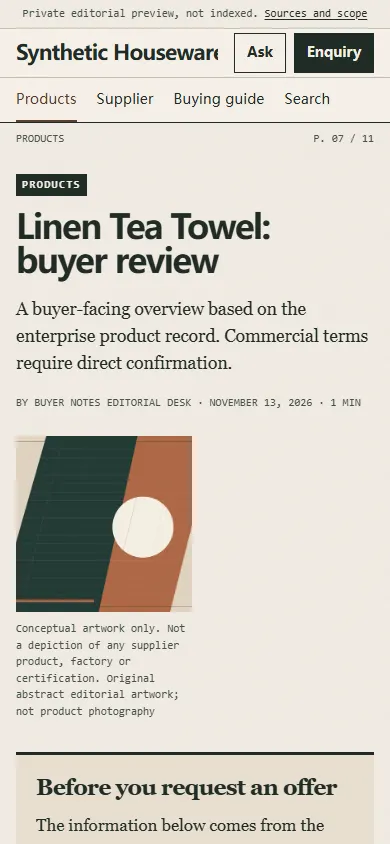 Private editorial preview, not indexed. Sources and scope
Synthetic Houseware
Ask
Enquiry
Products
Supplier
Buying guide
Search
PRODUCTS
P. 07 / 11
PRODUCTS
Linen Tea Towel:
buyer review
A buyer-facing overview based on the
enterprise product record. Commercial terms
require direct confirmation.
BY BUYER NOTES EDITORIAL DESK · NOVEMBER 13, 2026 · 1 MIN
Conceptual artwork only. Not
a depiction of any supplier
product, factory or
certification. Original
abstract editorial artwork;
not product photography
Before you request an offer
The information below comes from the